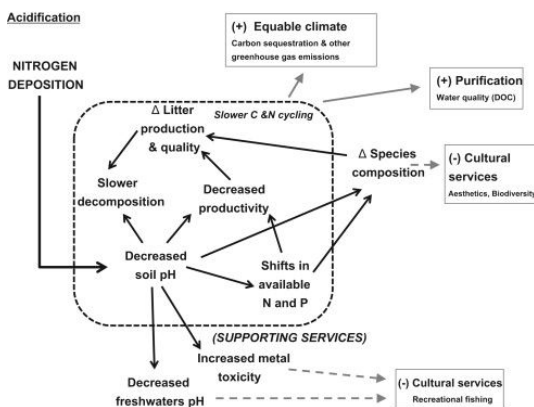 Acidification
NITROGEN
DEPOSITION
(+) Equable climate
Carbon sequestration & other
greenhouse gas emissions
(+) Purification
Water quality (DOC)
Δ Litter
production
& quality
Slower C &N cycling
Δ Species
composition
(-) Cultural
services
Aesthetics, Biodiversity
Slower
decomposition
Decreased
productivity
Decreased
soil pH
Shifts in
available
N and P
(SUPPORTING SERVICES)
Increased metal
toxicity
Decreased
freshwaters pH
(-) Cultural services
Recreational fishing